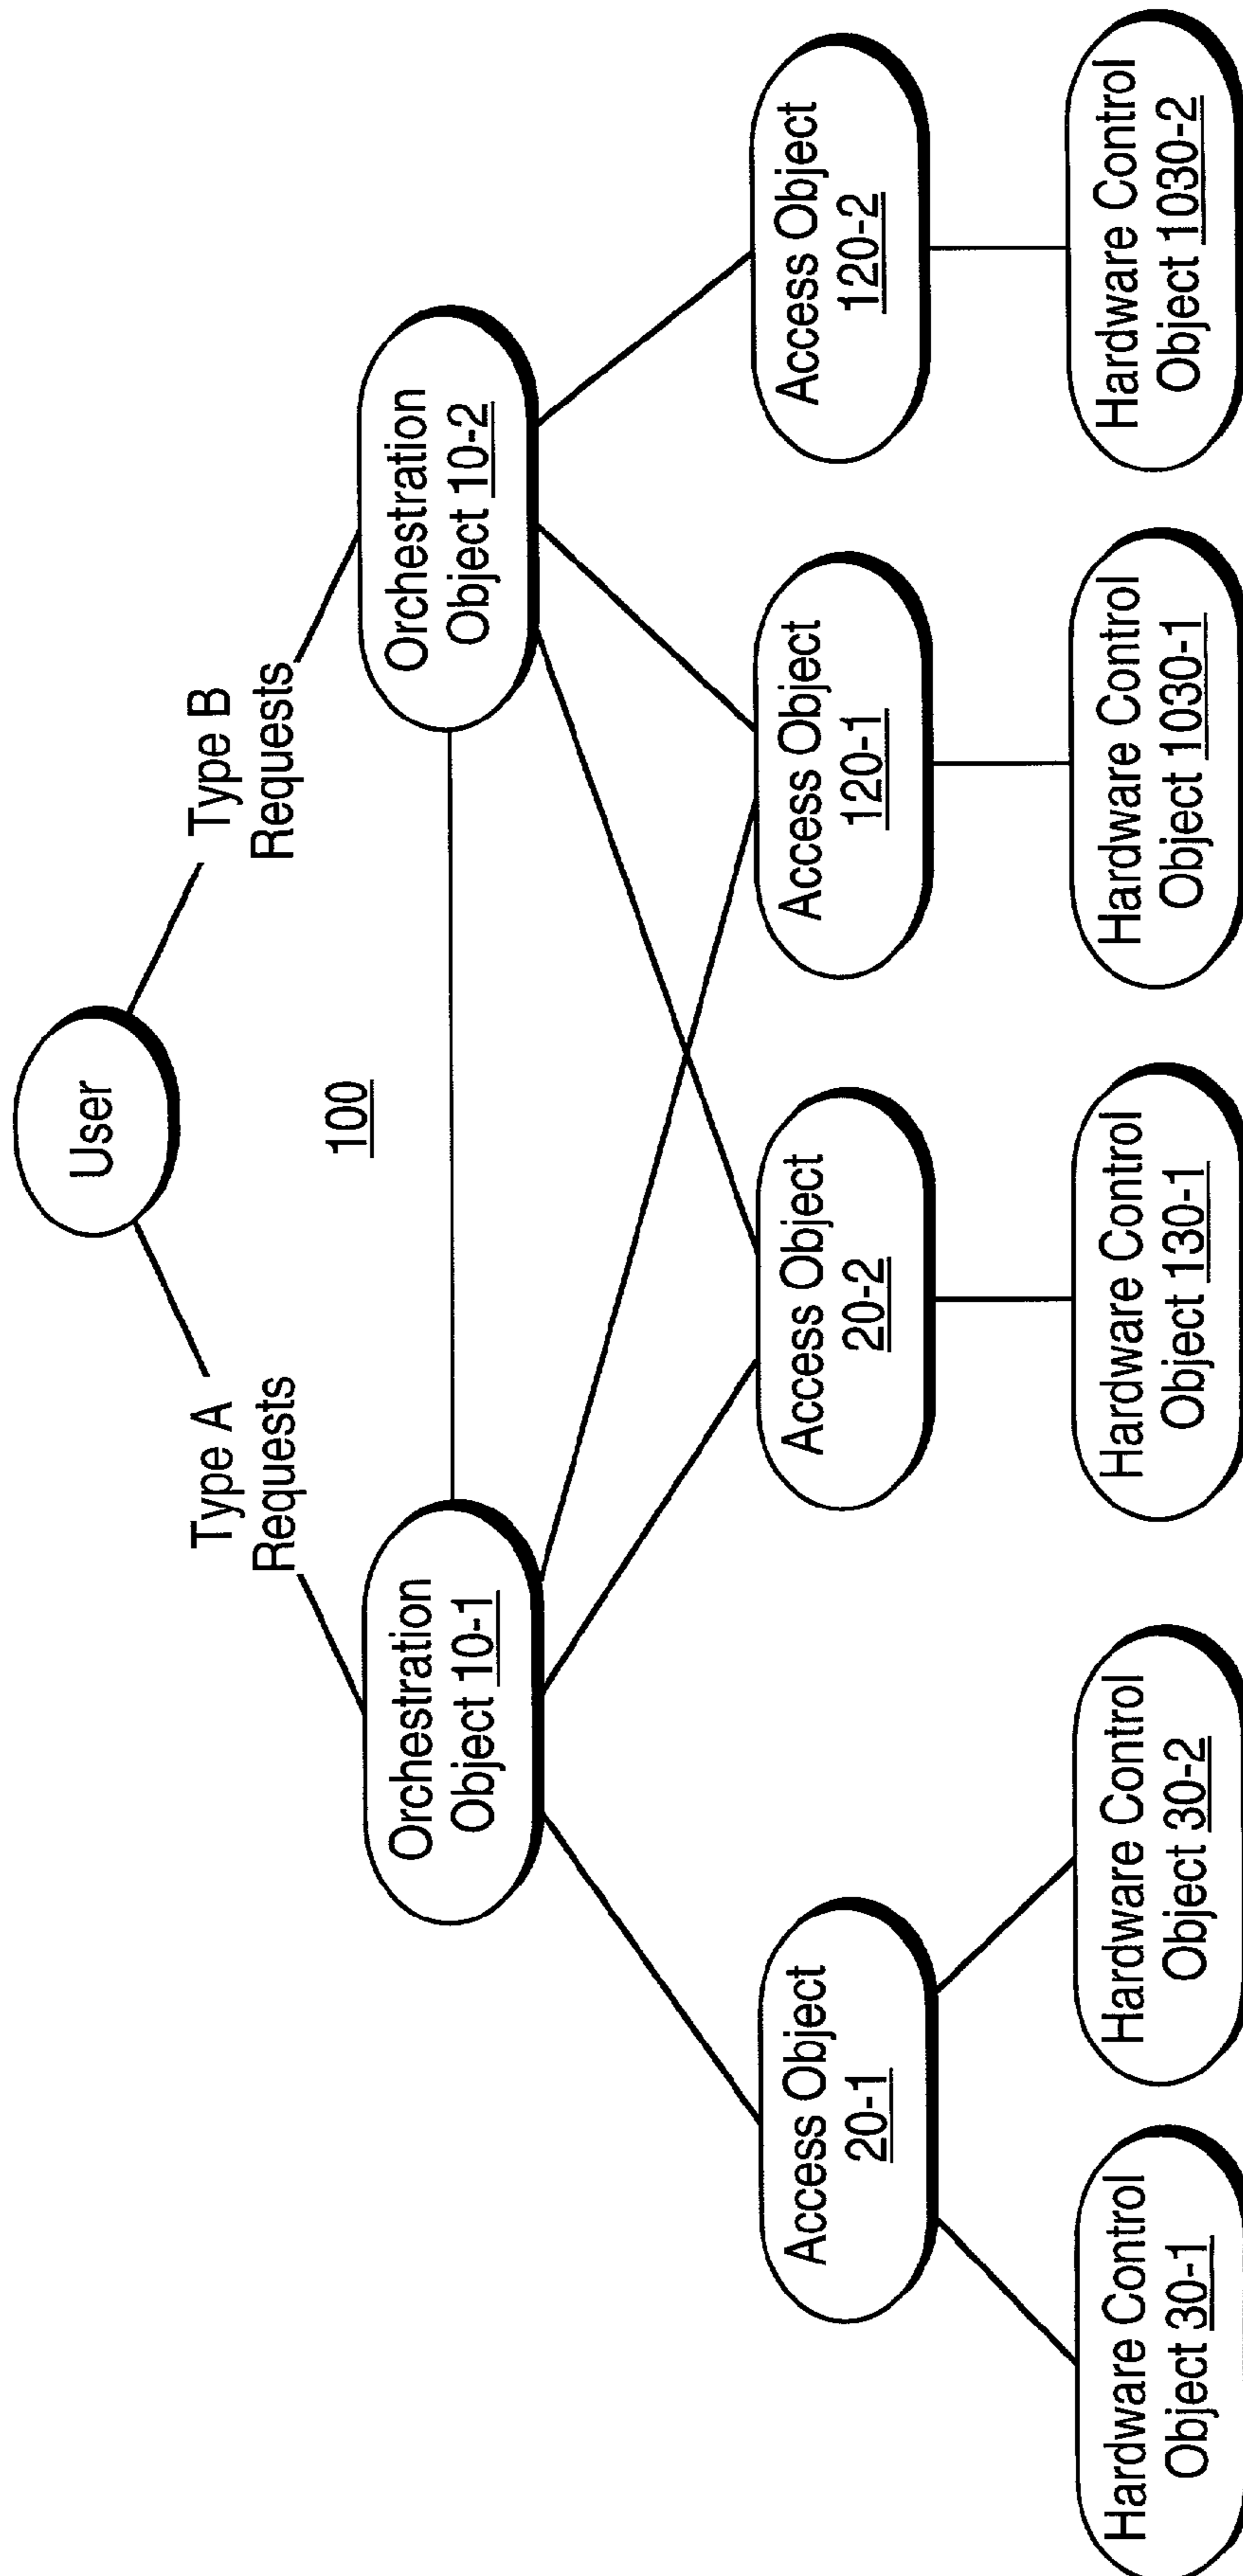 User
Type A
Requests
Type B
Requests
100
Orchestration
Object 10-1
Orchestration
Object 10-2
Access Object
20-1
Access Object
20-2
Access Object
120-1
Access Object
120-2
Hardware Control
Object 30-1
Hardware Control
Object 30-2
Hardware Control
Object 130-1
Hardware Control
Object 1030-1
Hardware Control
Object 1030-2